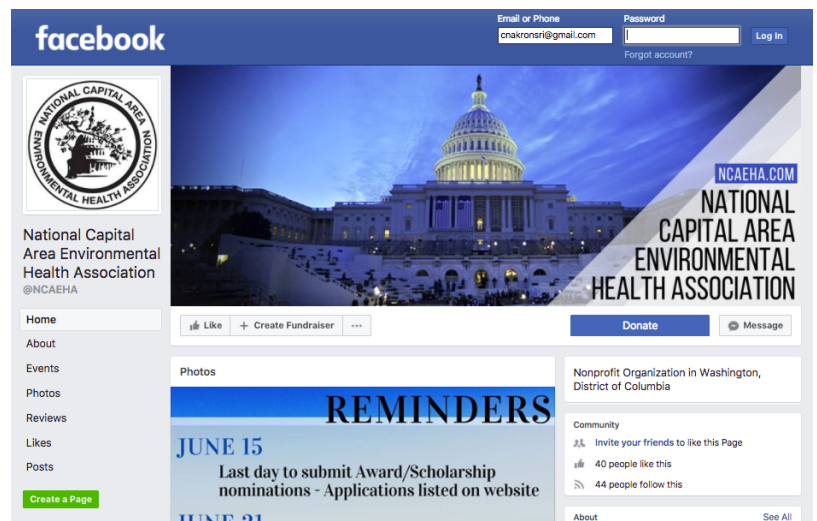 facebook
Email or Phone
Password
cnakronsri@gmail.com
Log In
Forgot account?
NATIONAL CAPITAL AREA ENVIRONMENTAL HEALTH ASSOCIATION
NCAEHA.COM
NATIONAL
CAPITAL AREA
ENVIRONMENTAL
HEALTH ASSOCIATION
National Capital
Area Environmental
Health Association
@NCAEHA
Home
About
Events
Photos
Reviews
Likes
Posts
Create a Page
Like
+ Create Fundraiser
...
Donate
Message
Photos
REMINDERS
JUNE 15
Last day to submit Award/Scholarship
nominations - Applications listed on website
JUNE 21
Nonprofit Organization in Washington,
District of Columbia
Community
Invite your friends to like this Page
40 people like this
44 people follow this
About
See All